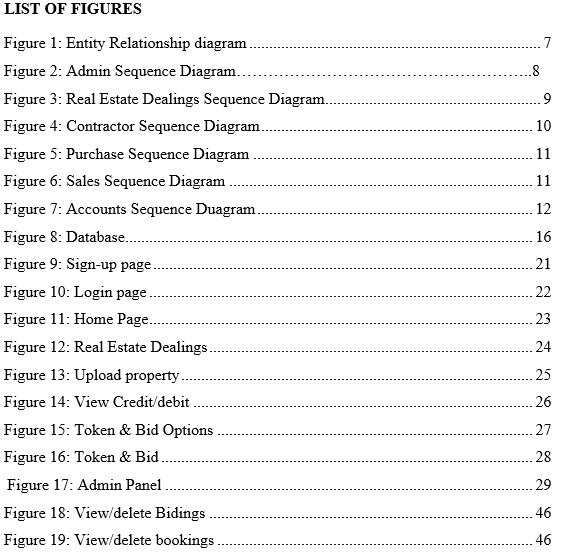 LIST OF FIGURES
Figure 1: Entity Relationship diagram ........................................................................ 7
Figure 2: Admin Sequence Diagram……………………………………………………..8
Figure 3: Real Estate Dealings Sequence Diagram...................................................... 9
Figure 4: Contractor Sequence Diagram.................................................................... 10
Figure 5: Purchase Sequence Diagram ...................................................................... 11
Figure 6: Sales Sequence Diagram ............................................................................ 11
Figure 7: Accounts Sequence Duagram..................................................................... 12
Figure 8: Database...................................................................................................... 16
Figure 9: Sign-up page ............................................................................................... 21
Figure 10: Login page ................................................................................................ 22
Figure 11: Home Page................................................................................................ 23
Figure 12: Real Estate Dealings ................................................................................. 24
Figure 13: Upload property ........................................................................................ 25
Figure 14: View Credit/debit ..................................................................................... 26
Figure 15: Token & Bid Options ............................................................................... 27
Figure 16: Token & Bid ............................................................................................. 28
Figure 17: Admin Panel ............................................................................................. 29
Figure 18: View/delete Bidings ................................................................................. 46
Figure 19: View/delete bookings ............................................................................... 46